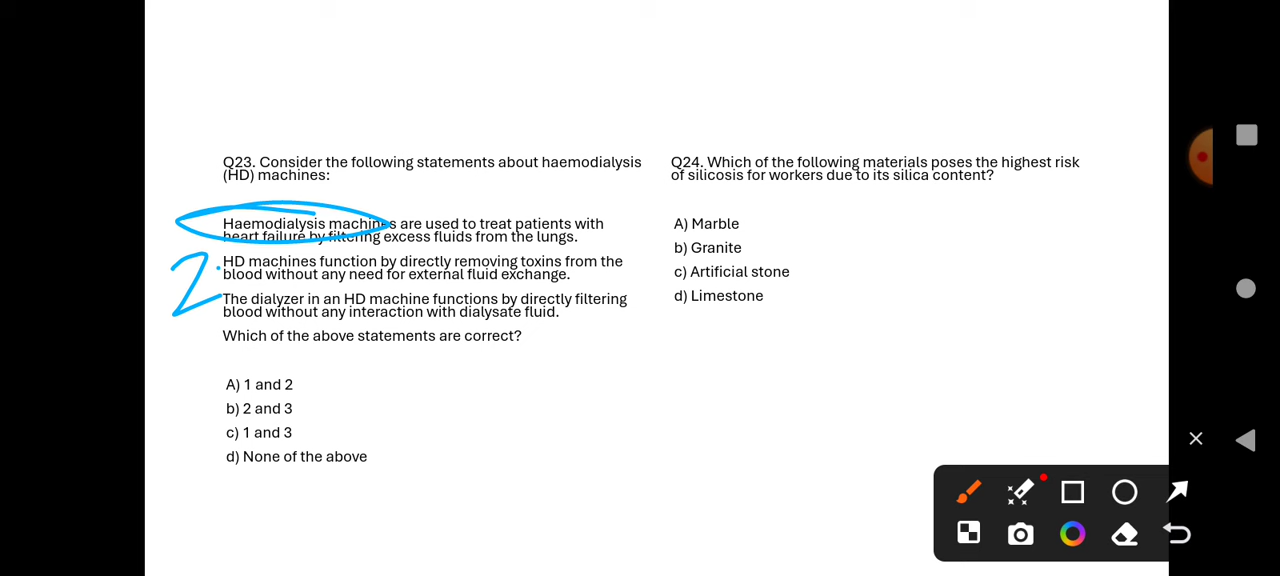 Q23. Consider the following statements about haemodialysis
(HD) machines:
Haemodialysis machines are used to treat patients with
heart failure by filtering excess fluids from the lungs.
2.
HD machines function by directly removing toxins from the
blood without any need for external fluid exchange.
The dialyzer in an HD machine functions by directly filtering
blood without any interaction with dialysate fluid.
Which of the above statements are correct?
A) 1 and 2
b) 2 and 3
c) 1 and 3
d) None of the above
Q24. Which of the following materials poses the highest risk
of silicosis for workers due to its silica content?
A) Marble
b) Granite
c) Artificial stone
d) Limestone